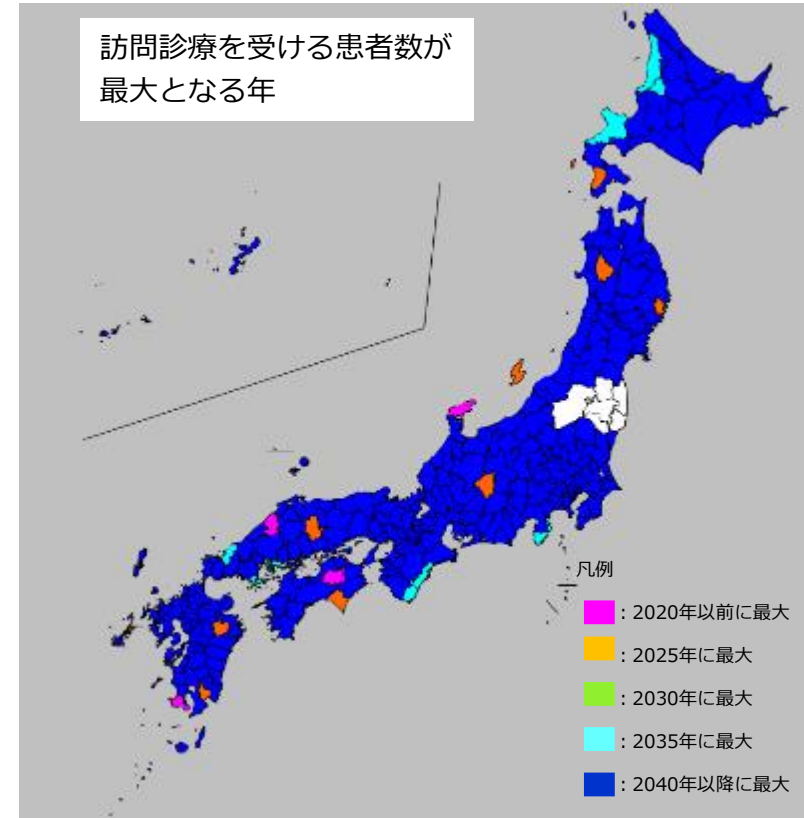 訪問診療を受ける患者数が
最大となる年
凡例
：2020年以前に最大
：2025年に最大
：2030年に最大
：2035年に最大
：2040年以降に最大